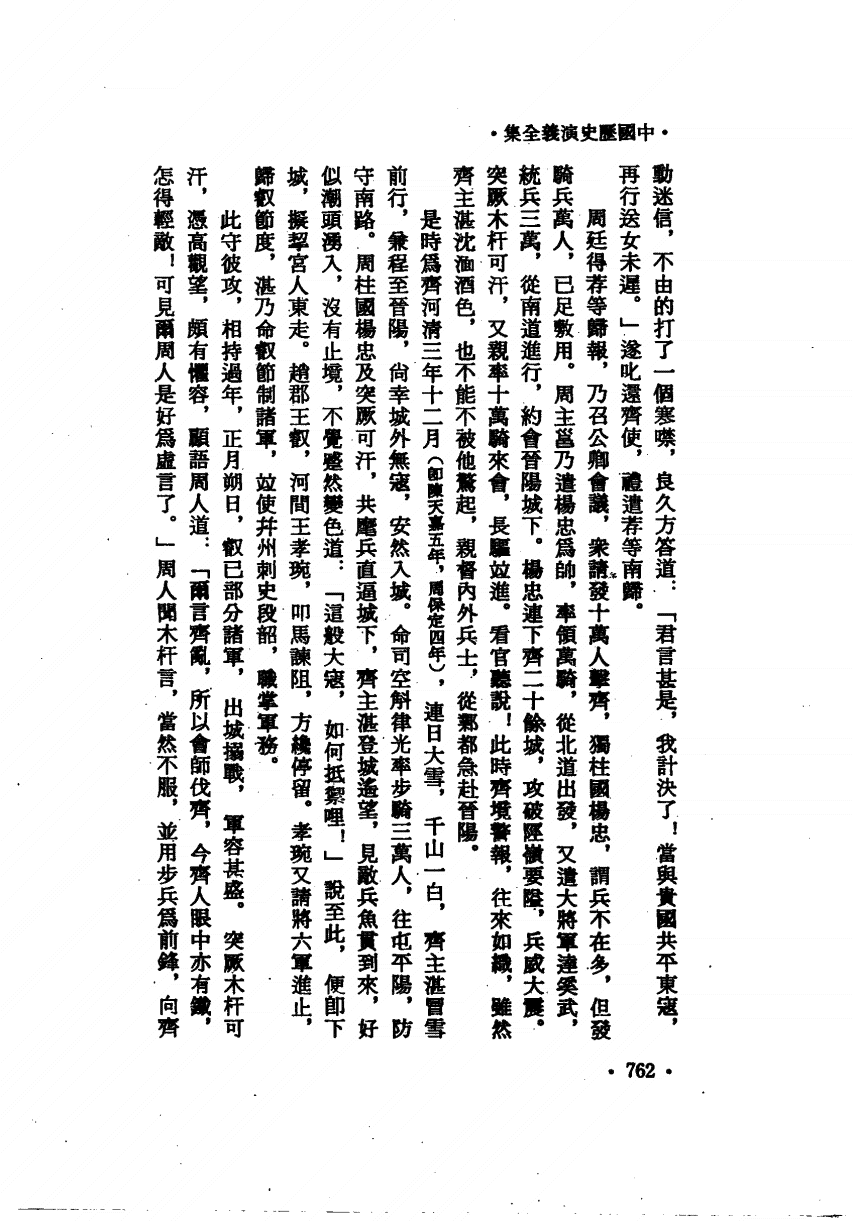 •中國歷史演義全集•
動迷信，不由的打了一個寒噤，良久方答道：「君言甚是，我計決了！當與貴國共平東寇，
再行送女未遲。」遂叱還齊使，禮遣荐等南歸。
周廷得荐等歸報，乃召公卿會議，衆請發十萬人擊齊，獨柱國楊忠，謂兵不在多，但發
騎兵萬人，已足敷用。周主邕乃遣楊忠爲帥，率領萬騎，從北道出發，又遣大將軍達奚武，
統兵三萬，從南道進行，約會晉陽城下。楊忠連下齊二十餘城，攻破陘嶺要隘，兵威大震。
突厥木杆可汗，又親率十萬騎來會，長驅竝進。看官聽說！此時齊境警報，往來如織，雖然
齊主湛沈湎酒色，也不能不被他驚起，親督內外兵士，從鄴都急赴晉陽。
是時爲齊河清三年十二月（卽陳天嘉五年，周保定四年），連日大雪，千山一白，齊主湛冒雪
前行，兼程至晉陽，尙幸城外無寇，安然入城。命司空斛律光率步騎三萬人，往屯平陽，防
守南路。周柱國楊忠及突厥可汗，共麾兵直逼城下，齊主湛登城遙望，見敵兵魚貫到來，好
似潮頭湧入，沒有止境，不覺蹙然變色道：「這般大寇，如何抵禦哩！」說至此，便卽下
城，擬挈宮人東走。趙郡王叡，河間王孝琬，叩馬諫阻，方纔停留。孝琬又請將六軍進止，
歸叡節度，湛乃命叡節制諸軍，竝使幷州刺史段韶，職掌軍務。
此守彼攻，相持過年，正月朔日，叡已部分諸軍，出城搦戰，軍容甚盛。突厥木杆可
汗，憑高觀望，頗有懼容，顧語周人道：「爾言齊亂，所以會師伐齊，今齊人眼中亦有鐵，
怎得輕敵！可見爾周人是好爲虛言了。」周人聞木杆言，當然不服，並用步兵爲前鋒，向齊
•762•